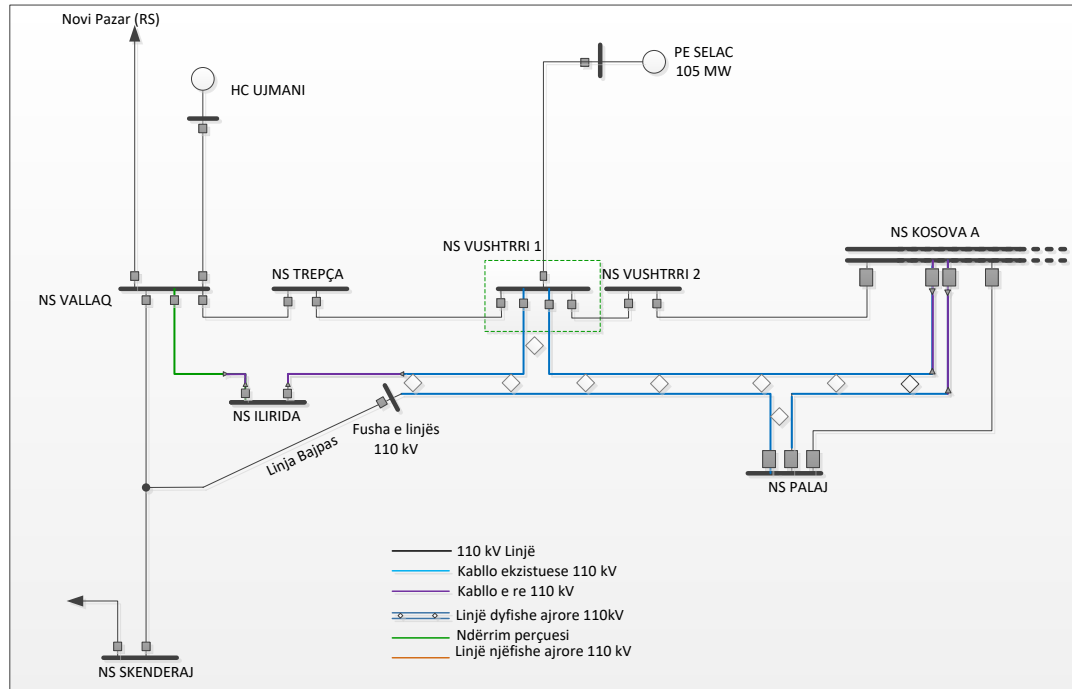 Novi Pazar (RS)
HC UJMANI
PE SELAC
105 MW
NS VUSHTRRI 1
NS KOSOVA A
NS TREPÇA
NS VUSHTRRI 2
NS VALLAQ
NS ILIRIDA
Fusha e linjës
110 kV
Linja Bajpas
NS PALAJ
110 kV Linjë
Kabllo ekzistuese 110 kV
Kabllo e re 110 kV
Linjë dyfishe ajrore 110kV
Ndërrim perçuesi
Linjë njëfishe ajrore 110 kV
NS SKENDERAJ